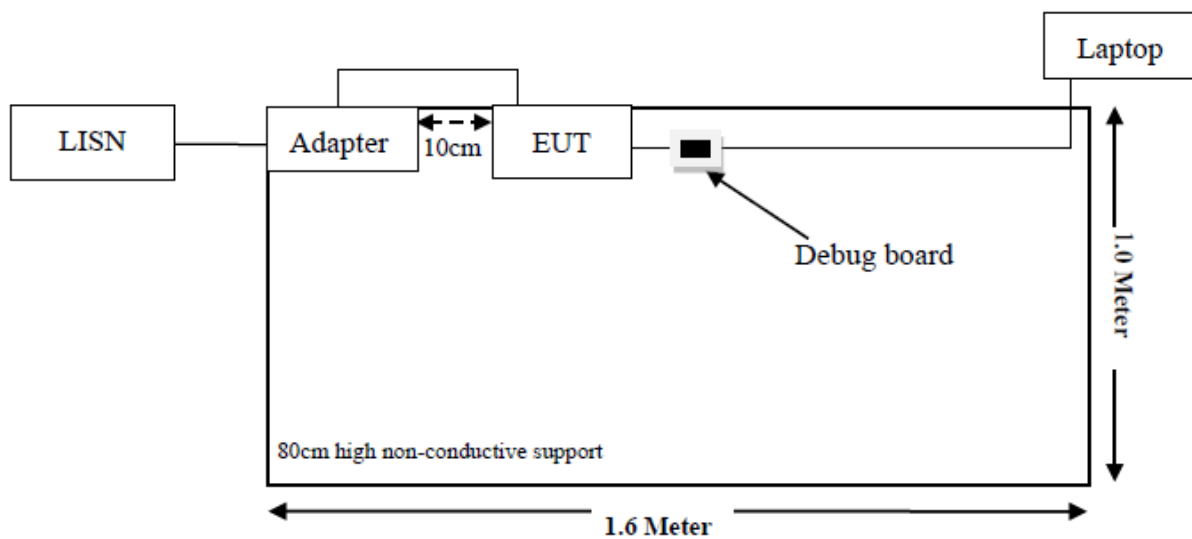 Laptop
LISN
Adapter
10cm
EUT
Debug board
1.0 Meter
80cm high non-conductive support
1.6 Meter